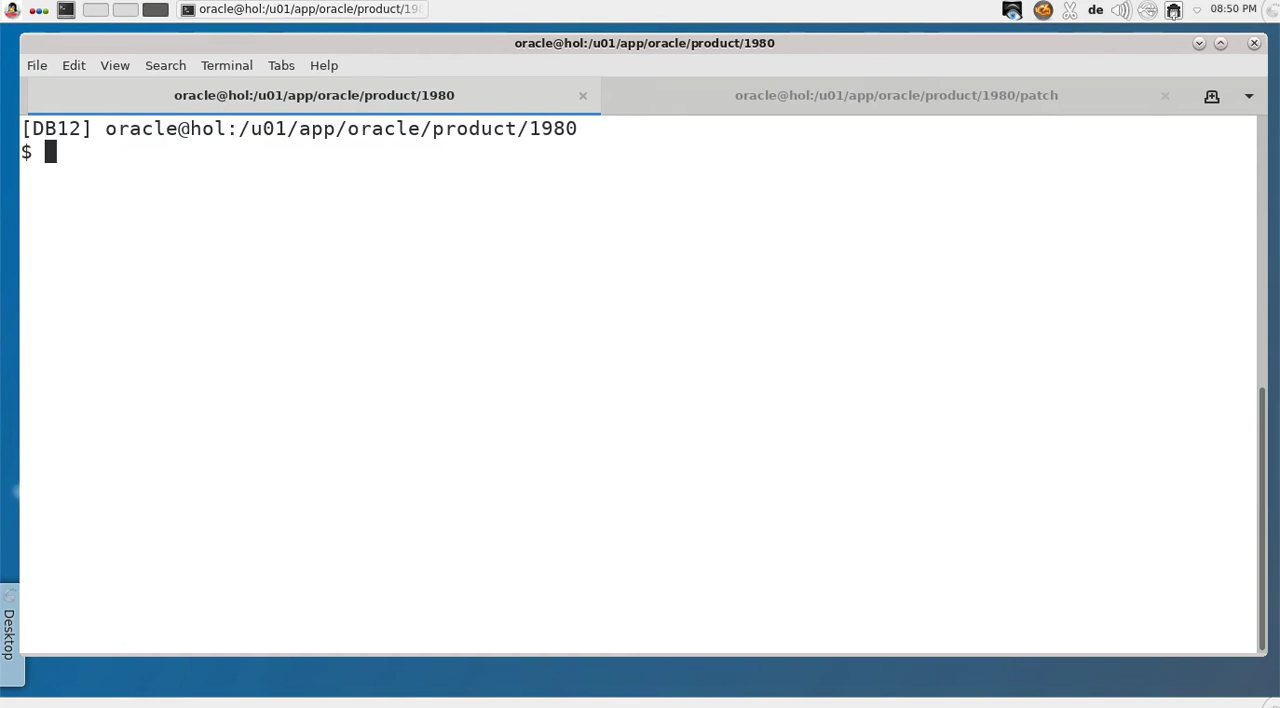 oracle@hol:/u01/app/oracle/product/19
de
08:50 PM
oracle@hol:/u01/app/oracle/product/1980
File Edit View Search Terminal Tabs Help
oracle@hol:/u01/app/oracle/product/1980
oracle@hol:/u01/app/oracle/product/1980/patch
[DB12] oracle@hol:/u01/app/oracle/product/1980
$
Desktop